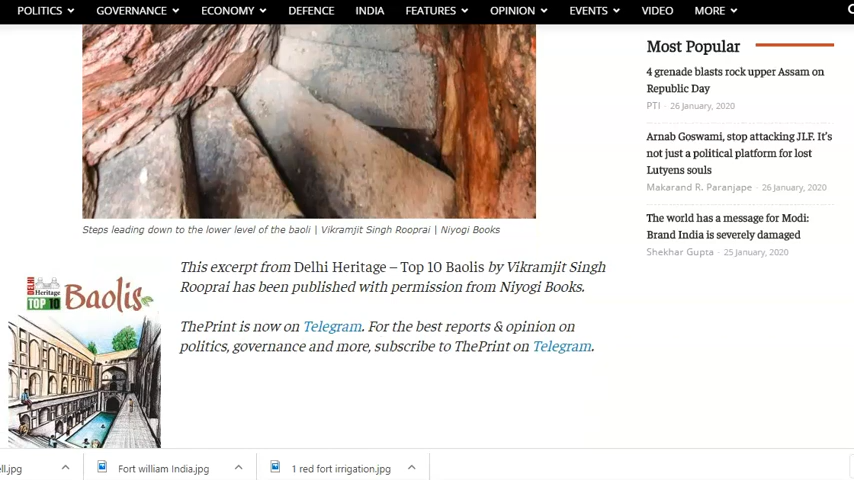 POLITICS GOVERNANCE ECONOMY DEFENCE INDIA FEATURES OPINION EVENTS VIDEO MORE
Steps leading down to the lower level of the baoli | Vikramjit Singh Rooprai | Niyogi Books
DELHI
Heritage
TOP 10
Baolis
This excerpt from Delhi Heritage – Top 10 Baolis by Vikramjit Singh
Rooprai has been published with permission from Niyogi Books.
ThePrint is now on Telegram. For the best reports & opinion on
politics, governance and more, subscribe to ThePrint on Telegram.
Most Popular
4 grenade blasts rock upper Assam on
Republic Day
PTI - 26 January, 2020
Arnab Goswami, stop attacking JLF. It's
not just a political platform for lost
Lutyens souls
Makarand R. Paranjape - 26 January, 2020
The world has a message for Modi:
Brand India is severely damaged
Shekhar Gupta - 25 January, 2020
ell.jpg
Fort william India.jpg
1 red fort irrigation.jpg